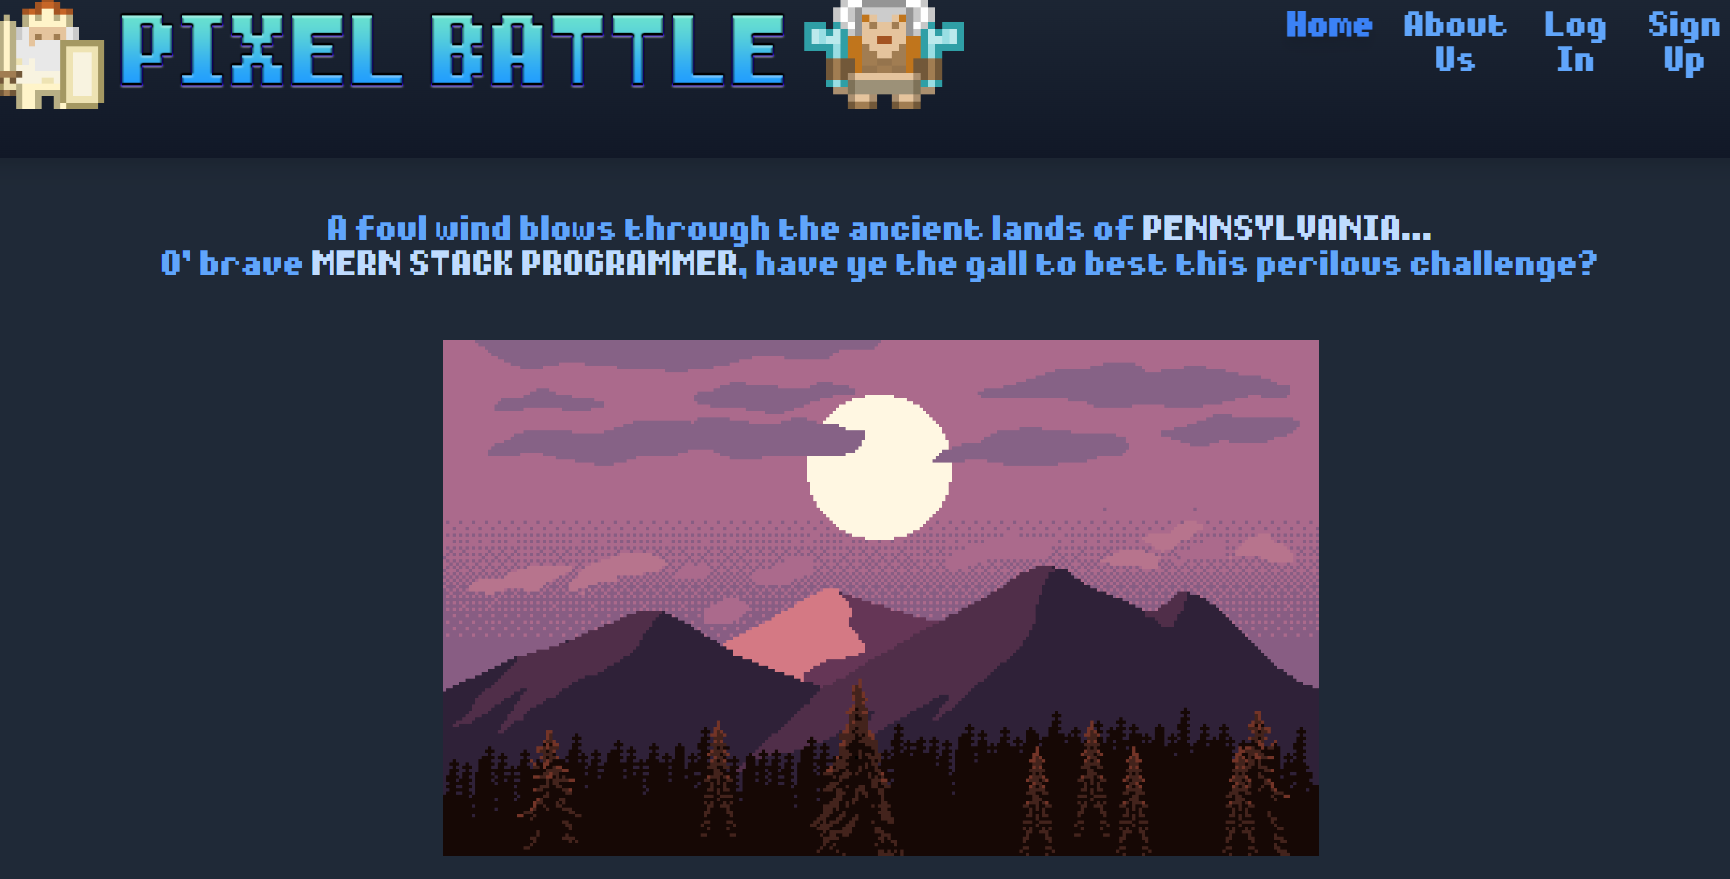 PIXEL BATTLE
Home
About
Us
Log
In
Sign
Up
A foul wind blows through the ancient lands of PENNSYLVANIA...
O' brave MERN STACK PROGRAMMER, have ye the gall to best this perilous challenge?